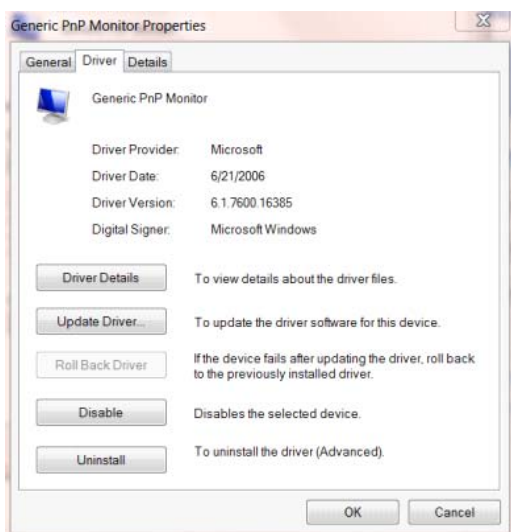 Generic PnP Monitor Properties
General Driver Details
Generic PnP Monitor
Driver Provider: Microsoft
Driver Date: 6/21/2006
Driver Version: 6.1.7600.16385
Digital Signer: Microsoft Windows
Driver Details To view details about the driver files.
Update Driver... To update the driver software for this device.
Roll Back Driver If the device fails after updating the driver, roll back
to the previously installed driver.
Disable Disables the selected device.
Uninstall To uninstall the driver (Advanced).
OK Cancel